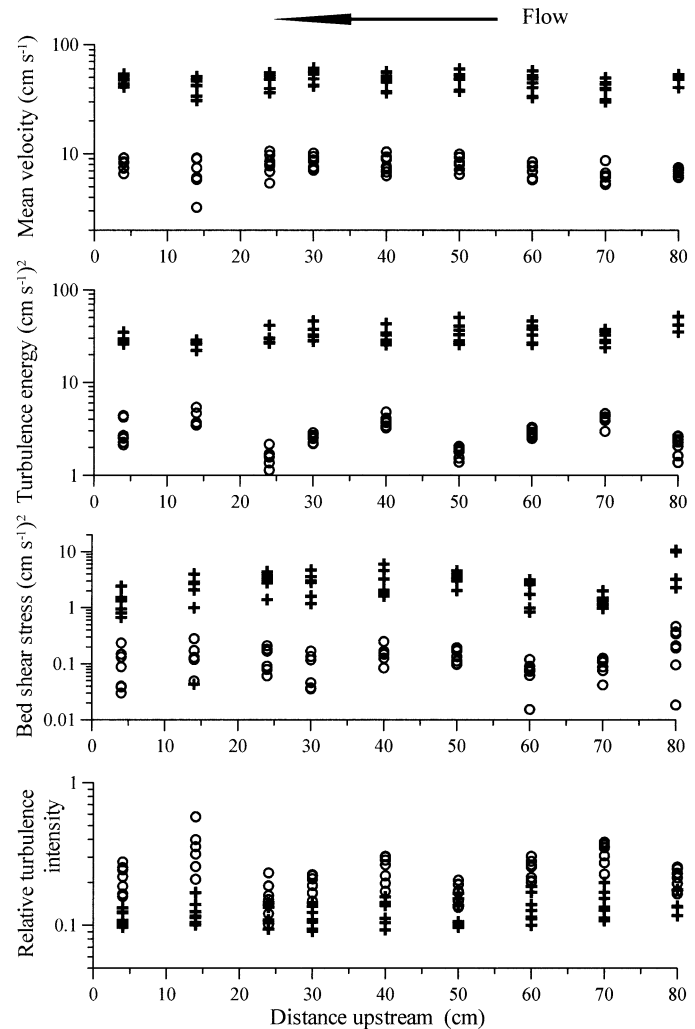 Flow
Mean velocity (cm s⁻¹)
100
10
0 10 20 30 40 50 60 70 80
Turbulence energy (cm s⁻¹)²
100
10
1
0 10 20 30 40 50 60 70 80
Bed shear stress (cm s⁻¹)²
10
1
0.1
0.01
0 10 20 30 40 50 60 70 80
Relative turbulence
intensity
1
0.1
0 10 20 30 40 50 60 70 80
Distance upstream (cm)